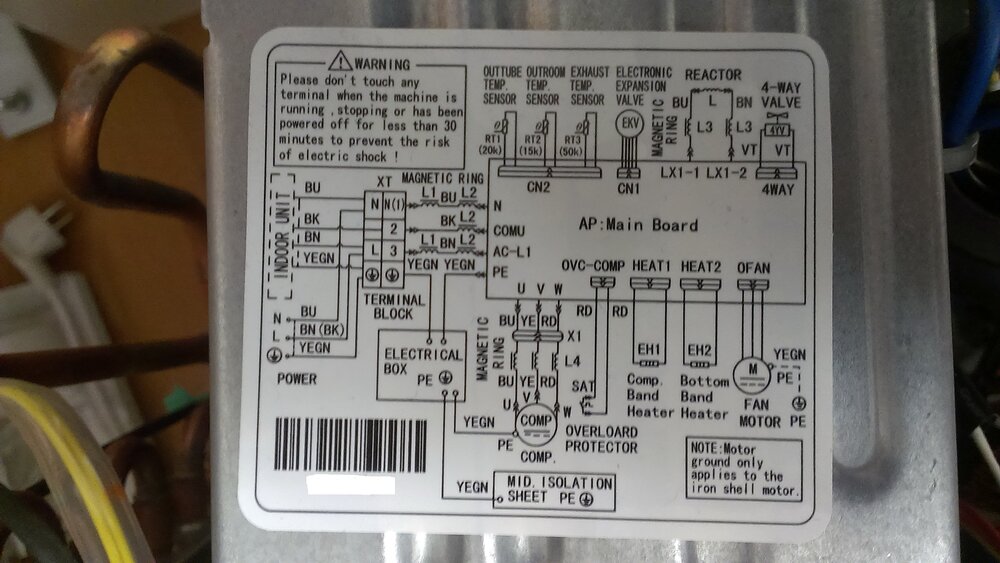 WARNING
Please don't touch any
terminal when the machine is
running ,stopping or has been
powered off for less than 30
minutes to prevent the risk
of electric shock !
OUTTUBE OUTROOM EXHAUST ELECTRONIC
TEMP. TEMP. TEMP. EXPANSION
SENSOR SENSOR SENSOR VALVE
REACTOR
4-WAY
VALVE
MAGNETIC
RING
BU L BN
EKV
4YV
RT1 RT2 RT3
(20k) (15k) (50k)
L3 L3
VT VT
CN2 CN1 LX1-1 LX1-2 4WAY
INDOOR UNIT
BU
BK
BN
YEGN
XT
MAGNETIC RING
N N(1) L1 BU L2 N
2 BK L2 COMU
L 3 L1 BN L2 AC-L1
YEGN YEGN PE
TERMINAL
BLOCK
AP:Main Board
N BU
L BN(BK)
YEGN
POWER
OVC-COMP HEAT1 HEAT2 OFAN
U V W
RD RD
BU YE RD
X1
MAGNETIC
RING
L4
BU YE RD
U V W
SAT
COMP
PE
COMP.
OVERLOARD
PROTECTOR
ELECTRICAL
BOX
PE
YEGN
EH1 EH2
Comp.
Band
Heater
Bottom
Band
Heater
M
YEGN
PE
FAN
MOTOR PE
YEGN
MID. ISOLATION
SHEET PE
NOTE:Motor
ground only
applies to the
iron shell motor.